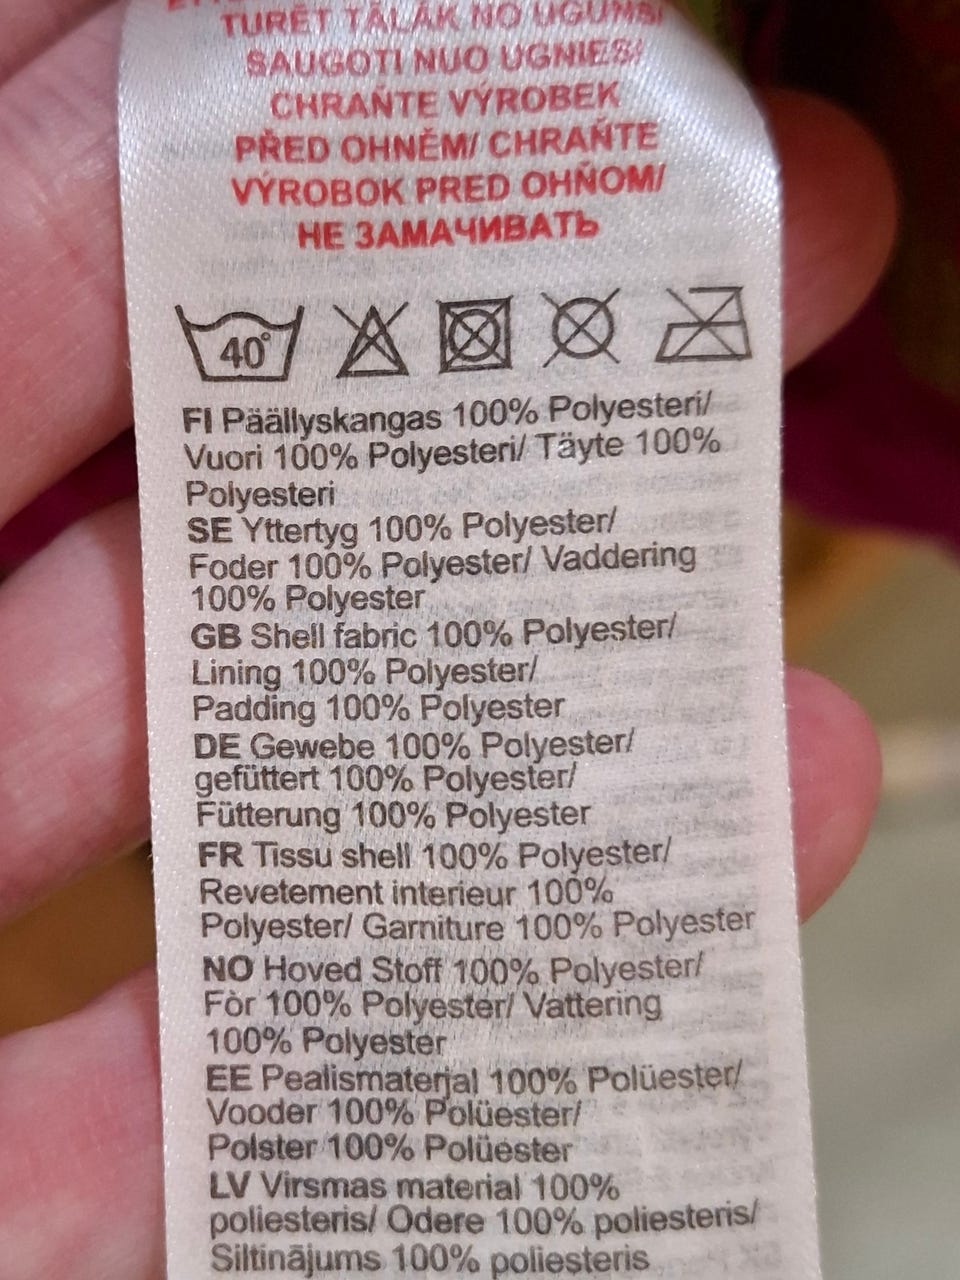 TURĒT TĀLĀK NO UGUNS/
SAUGOTI NUO UGNIES/
CHRAŇTE VÝROBEK
PŘED OHNĚM/ CHRAŇTE
VÝROBOK PRED OHŇOM/
НЕ ЗАМАЧИВАТЬ
40°
FI Päällyskangas 100% Polyesteri/
Vuori 100% Polyesteri/ Täyte 100%
Polyesteri
SE Yttertyg 100% Polyester/
Foder 100% Polyester/ Vaddering
100% Polyester
GB Shell fabric 100% Polyester/
Lining 100% Polyester/
Padding 100% Polyester
DE Gewebe 100% Polyester/
gefüttert 100% Polyester/
Fütterung 100% Polyester
FR Tissu shell 100% Polyester/
Revetement interieur 100%
Polyester/ Garniture 100% Polyester
NO Hoved Stoff 100% Polyester/
Fòr 100% Polyester/ Vattering
100% Polyester
EE Pealismaterjal 100% Polüester/
Vooder 100% Polüester/
Polster 100% Polüester
LV Virsmas material 100%
poliesteris/ Odere 100% poliesteris/
Siltinājums 100% poliesteris